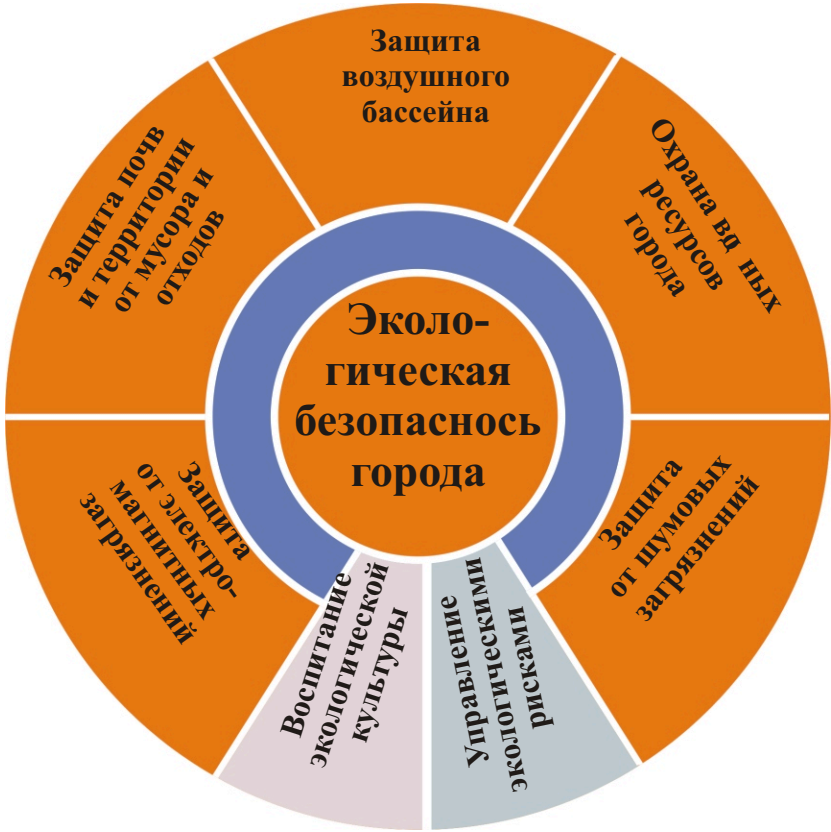 Защита
воздушного
бассейна
Охрана вд ных
ресурсов
города
Защита
от шумовых
загрязнений
Управление
экологическими
рисками
Воспитание
экологической
культуры
Защита
от электро-
магнитных
загрязнений
Защита почв
и территории
от мусора и
отходов
Эколо-
гическая
безопаснось
города